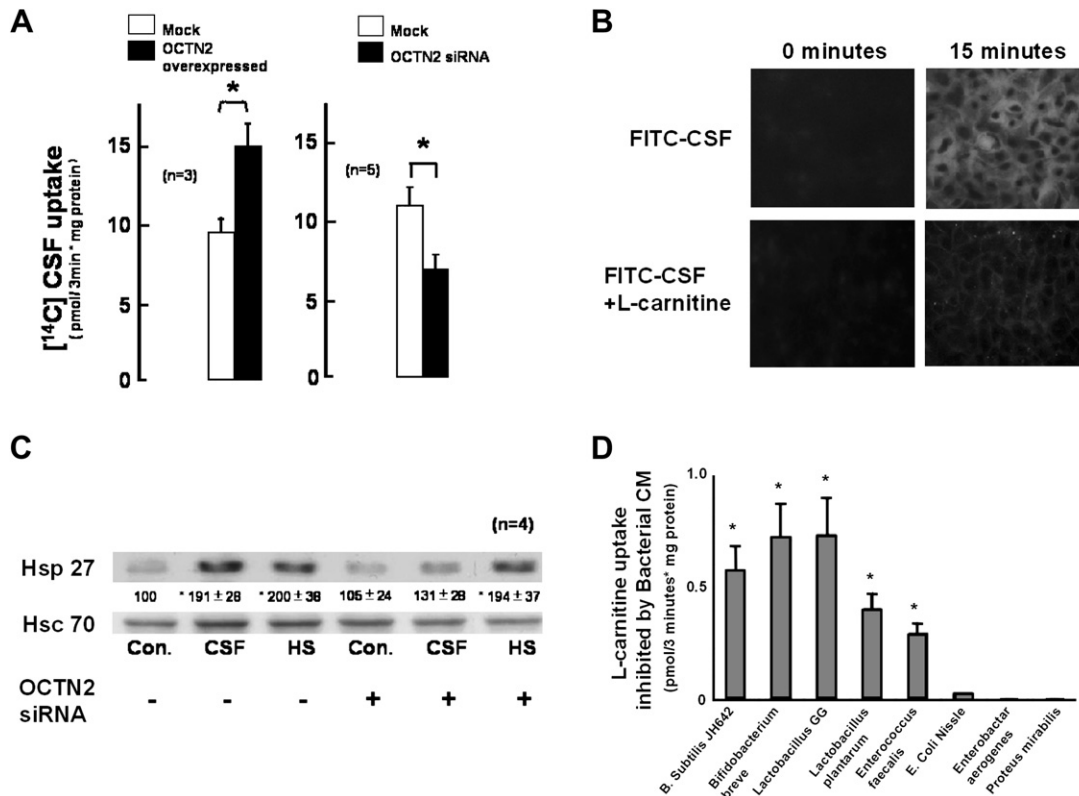 A
Mock
OCTN2
overexpressed
Mock
OCTN2 siRNA
*
*
(n=3)
(n=5)
15
10
5
0
15
10
5
0
[¹⁴C] CSF uptake
(pmol/3min * mg protein)
B
0 minutes
15 minutes
FITC-CSF
FITC-CSF
+L-carnitine
C
(n=4)
Hsp 27
100 *191±28 *200±38 105±24 131±28 *194±37
Hsc 70
Con. CSF HS Con. CSF HS
OCTN2
siRNA
- - - + + +
D
L-carnitine uptake
inhibited by Bacterial CM
(pmol/3 minutes* mg protein)
1.0
0.5
0
* * * * *
B. Subtilis JH642
Bifidobacterium
breve
Lactobacillus GG
Lactobacillus
plantarum
Enterococcus
faecalis
E. Coli Nissle
Enterobactar
aerogenes
Proteus mirabilis